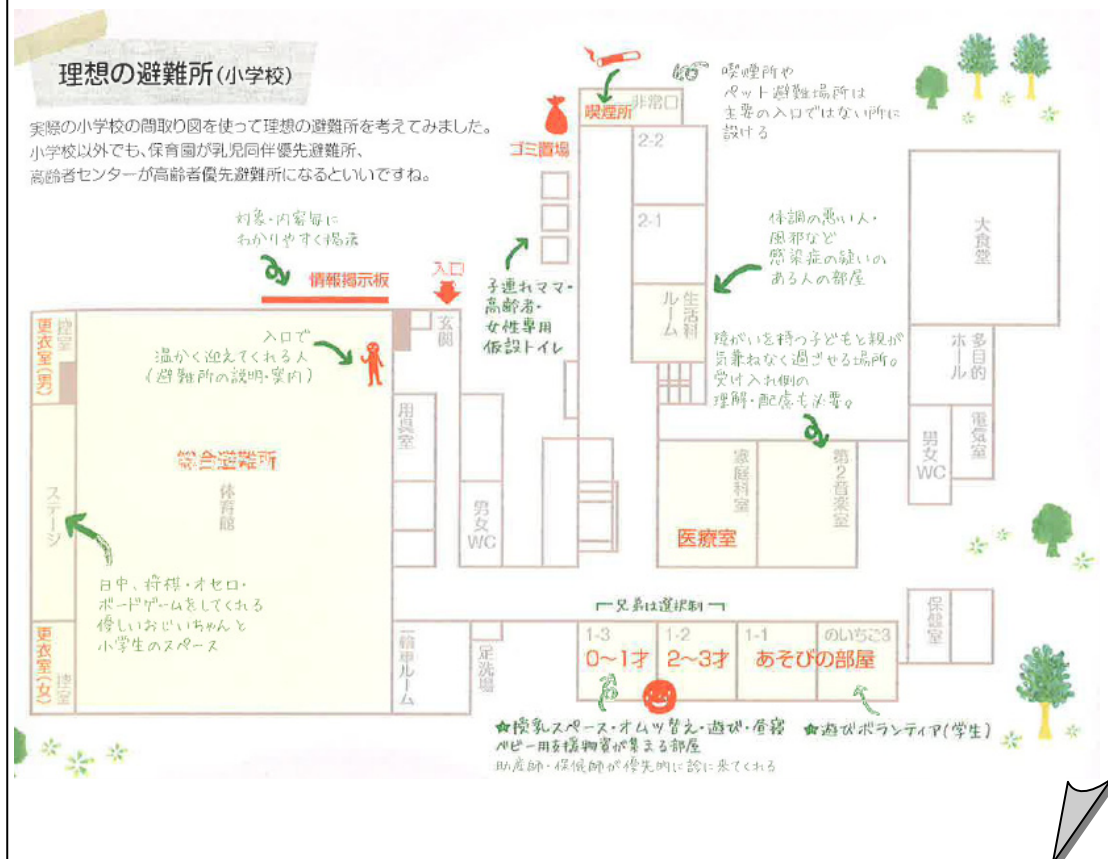 理想の避難所(小学校)
実際の小学校の間取り図を使って理想の避難所を考えてみました。
小学校以外でも、保育園が乳児同伴優先避難所、
高齢者センターが高齢者優先避難所になるといいですね。
喫煙所や
ペット避難場所は
主要の入口ではない所に
設ける
喫煙所
非常口
ゴミ置場
2-2
2-1
生活科
ルーム
体調の悪い人・
風邪など
感染症の疑いの
ある人の部屋
大食堂
対象・内容毎に
わかりやすく掲示
情報掲示板
入口
玄関
子連れママ・
高齢者・
女性専用
仮設トイレ
障がいを持つ子どもと親が
気兼ねなく過ごせる場所。
受け入れ側の
理解・配慮も必要。
多目的
ホール
電気室
男女
WC
更衣室(男)
控室
入口で
温かく迎えてくれる人
(避難所の説明・案内)
用具室
総合避難所
体育館
ステージ
男女
WC
家庭科室
医療室
第2音楽室
日中、将棋・オセロ・
ボードゲームをしてくれる
優しいおじいちゃんと
小学生のスペース
更衣室(女)
控室
一輪車ルーム
足洗場
兄弟は選択制
1-3
0~1才
1-2
2~3才
1-1
のいちご3
あそびの部屋
保健室
★授乳スペース・オムツ替え・遊び・昼寝
ベビー用支援物資が集まる部屋
助産師・保健師が優先的に診に来てくれる
★遊びボランティア(学生)